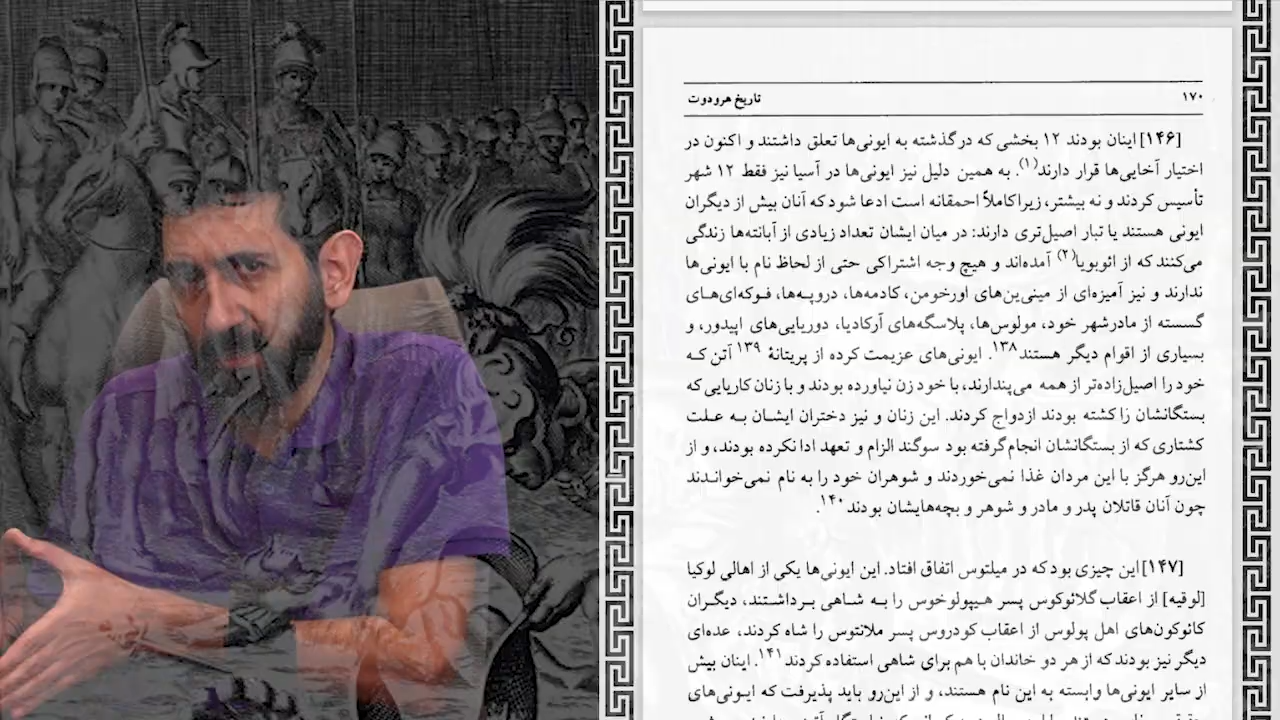 ۱۷۰ تاریخ هرودوت
[۱۴۶] اینان بودند ۱۲ بخشی که در گذشته به ایونی‌ها تعلق داشتند و اکنون در
اختیار آخایی‌ها قرار دارند(۱). به همین دلیل نیز ایونی‌ها در آسیا نیز فقط ۱۲ شهر
تأسیس کردند و نه بیشتر، زیرا کاملاً احمقانه است ادعا شود که آنان بیش از دیگران
ایونی هستند یا تبار اصیل‌تری دارند: در میان ایشان تعداد زیادی از آبانته‌ها زندگی
می‌کنند که از ائوبویا(۲) آمده‌اند و هیچ وجه اشتراکی حتی از لحاظ نام با ایونی‌ها
ندارند و نیز آمیزه‌ای از مینی‌ین‌های اورخومن، کادمه‌ها، دروپه‌ها، فوکه‌ای‌های
گسسته از مادرشهر خود، مولوس‌ها، پلاسگه‌های آرکادیا، دوریایی‌های اپیدور، و
بسیاری از اقوام دیگر هستند۱۳۸. ایونی‌های عزیمت کرده از پریتانهٔ ۱۳۹ آتن که
خود را اصیل‌زاده‌تر از همه می‌پندارند، با خود زن نیاورده بودند و با زنان کاریایی که
بستگانشان را کشته بودند ازدواج کردند. این زنان و نیز دختران ایشان به علت
کشتاری که از بستگانشان انجام گرفته بود سوگند الزام و تعهد ادا نکرده بودند، و از
این‌رو هرگز با این مردان غذا نمی‌خوردند و شوهران خود را به نام نمی‌خواندند
چون آنان قاتلان پدر و مادر و شوهر و بچه‌هایشان بودند۱۴۰.
[۱۴۷] این چیزی بود که در میلتوس اتفاق افتاد. این ایونی‌ها یکی از اهالی لوکیا
[لوقیه] از اعقاب گلائوکوس پسر هیپولوخوس را به شاهی برداشتند، دیگران
کائوکون‌های اهل پولوس از اعقاب کودروس پسر ملانتوس را شاه کردند، عده‌ای
دیگر نیز بودند که از هر دو خاندان با هم برای شاهی استفاده کردند۱۴۱. اینان بیش
از سایر ایونی‌ها وابسته به این نام هستند، و از این‌رو باید پذیرفت که ایونی‌های